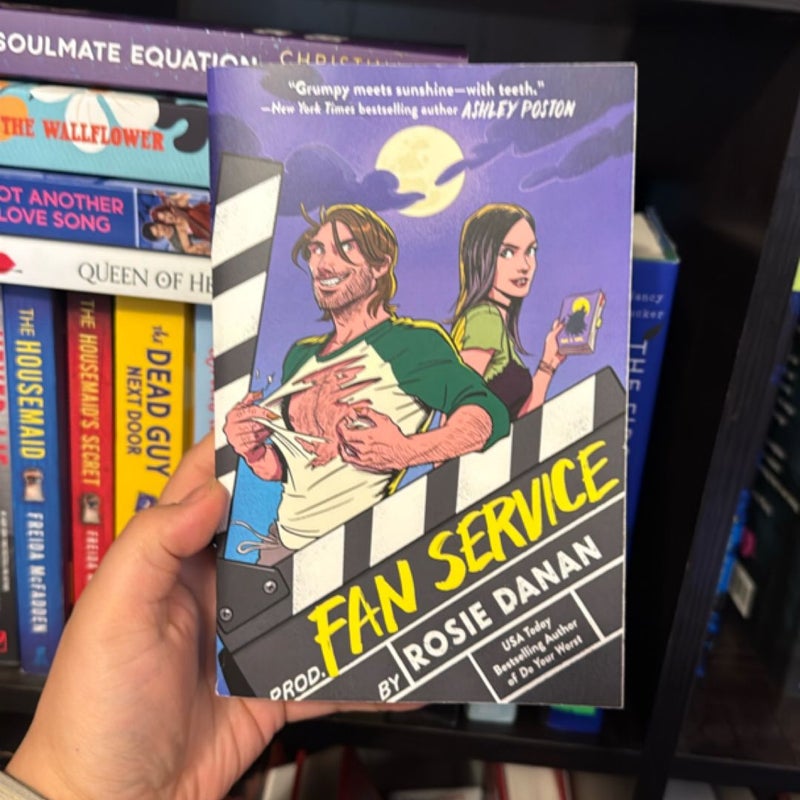 SOULMATE EQUATION
THE WALLFLOWER
OT ANOTHER
LOVE SONG
QUEEN OF HE
THE HOUSEMAID
FREIDA McFADDEN
THE HOUSEMAID'S SECRET
FREIDA
The DEAD GUY
NEXT DOOR
"Grumpy meets sunshine—with teeth."
—New York Times bestselling author ASHLEY POSTON
FAN SERVICE
PROD.
BY ROSIE DANAN
USA Today
Bestselling Author
of Do Your Worst